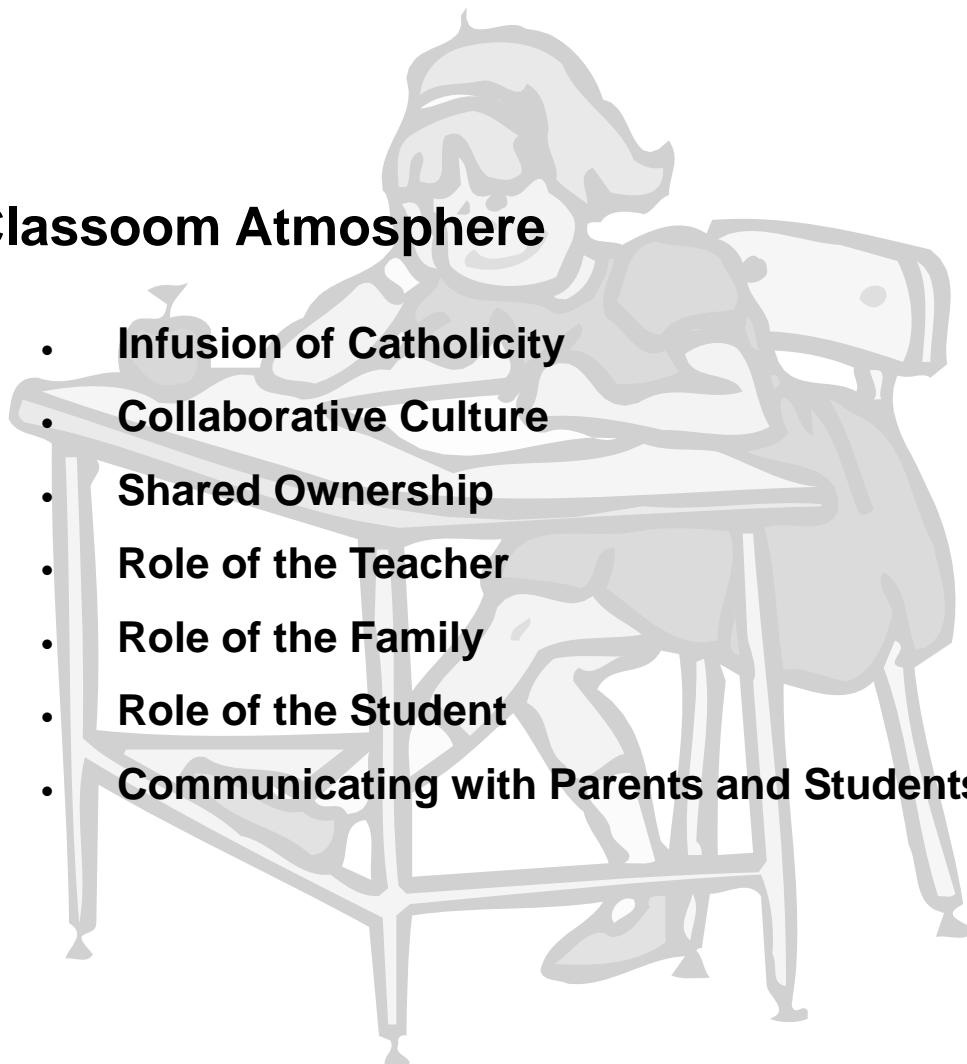 Classoom Atmosphere
• Infusion of Catholicity
• Collaborative Culture
• Shared Ownership
• Role of the Teacher
• Role of the Family
• Role of the Student
• Communicating with Parents and Students